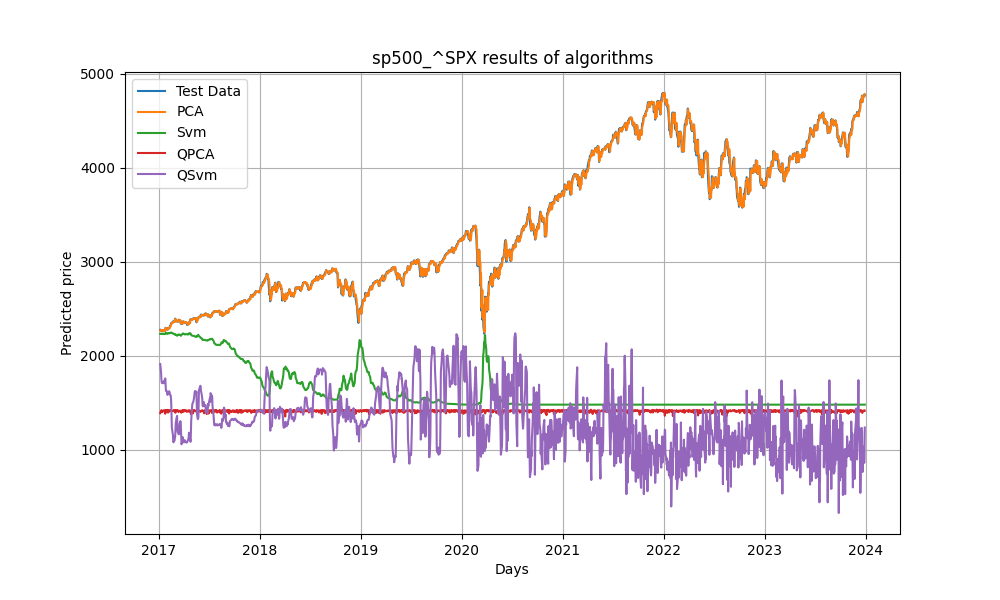 sp500_^SPX results of algorithms
Test Data
PCA
Svm
QPCA
QSvm
Predicted price
5000
4000
3000
2000
1000
2017 2018 2019 2020 2021 2022 2023 2024
Days